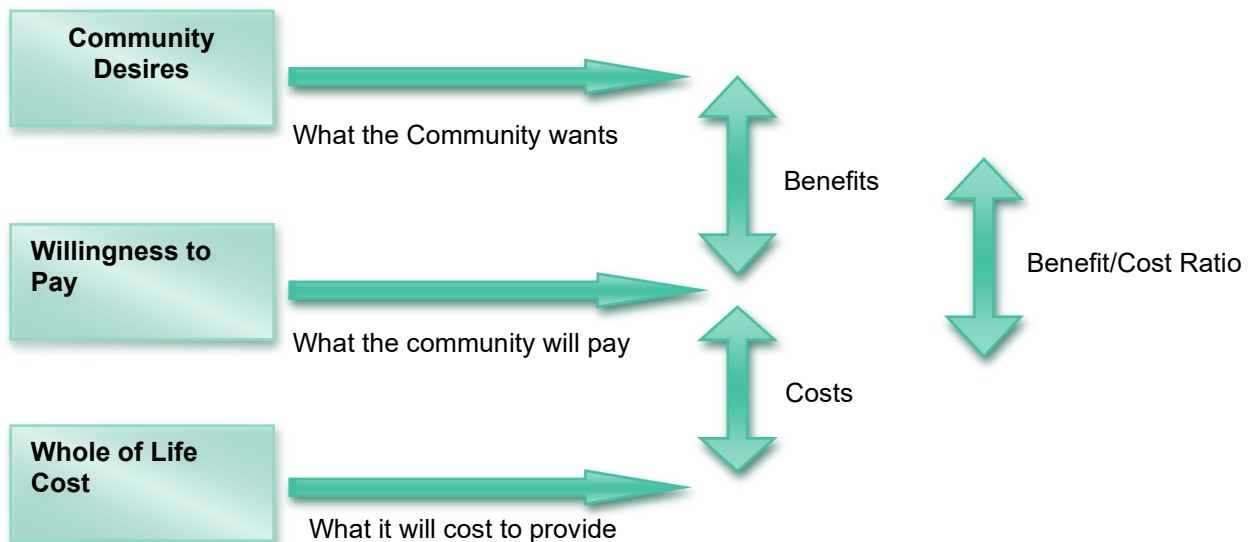 Community
Desires
What the Community wants
Benefits
Willingness to
Pay
Benefit/Cost Ratio
What the community will pay
Costs
Whole of Life
Cost
What it will cost to provide